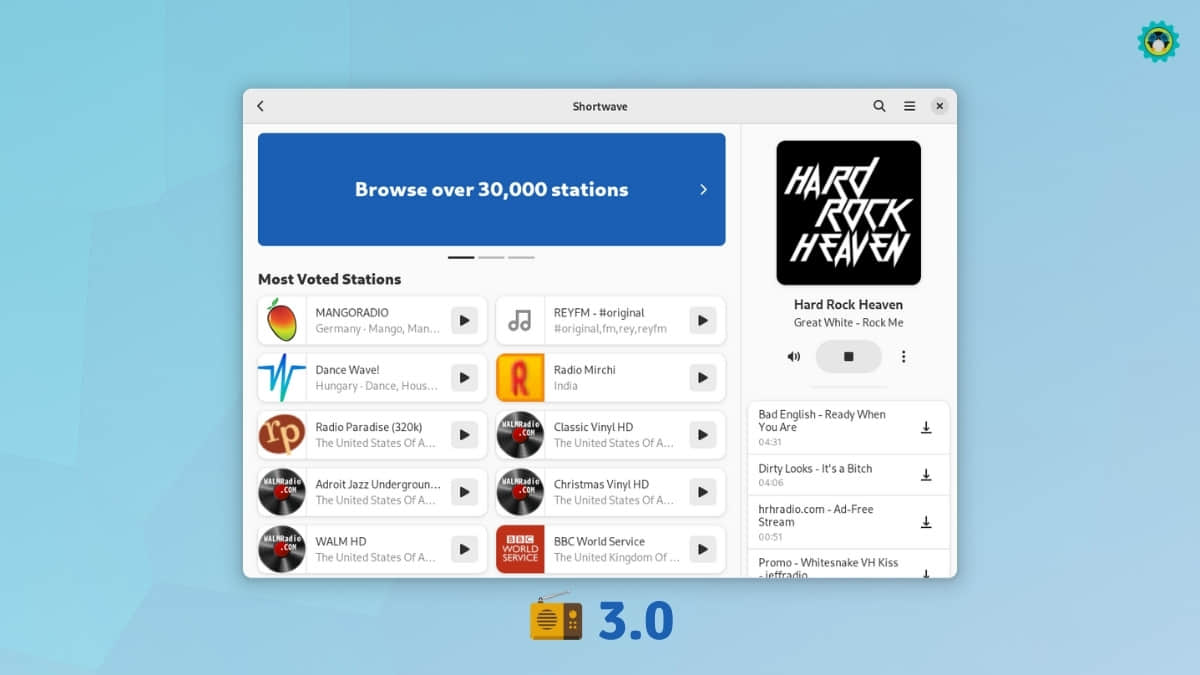 Shortwave
Browse over 30,000 stations
Most Voted Stations
MANGORADIO
Germany · Mango, Man...
REYFM - #original
#original,fm,rey,reyfm
Dance Wave!
Hungary · Dance, Hous...
R
Radio Mirchi
India
rp
Radio Paradise (320k)
The United States Of A...
WALMRadio
.COM
Classic Vinyl HD
The United States Of A...
WALMRadio
.COM
Adroit Jazz Undergroun...
The United States Of A...
WALMRadio
.COM
Christmas Vinyl HD
The United States Of A...
WALMRadio
.COM
WALM HD
The United States Of A...
BBC
WORLD
SERVICE
BBC World Service
The United Kingdom Of ...
HARD
ROCK
HEAVEN
Hard Rock Heaven
Great White - Rock Me
Bad English - Ready When
You Are
04:31
Dirty Looks - It's a Bitch
04:06
hrhradio.com - Ad-Free
Stream
00:51
Promo - Whitesnake VH Kiss
- jeffradio
3.0